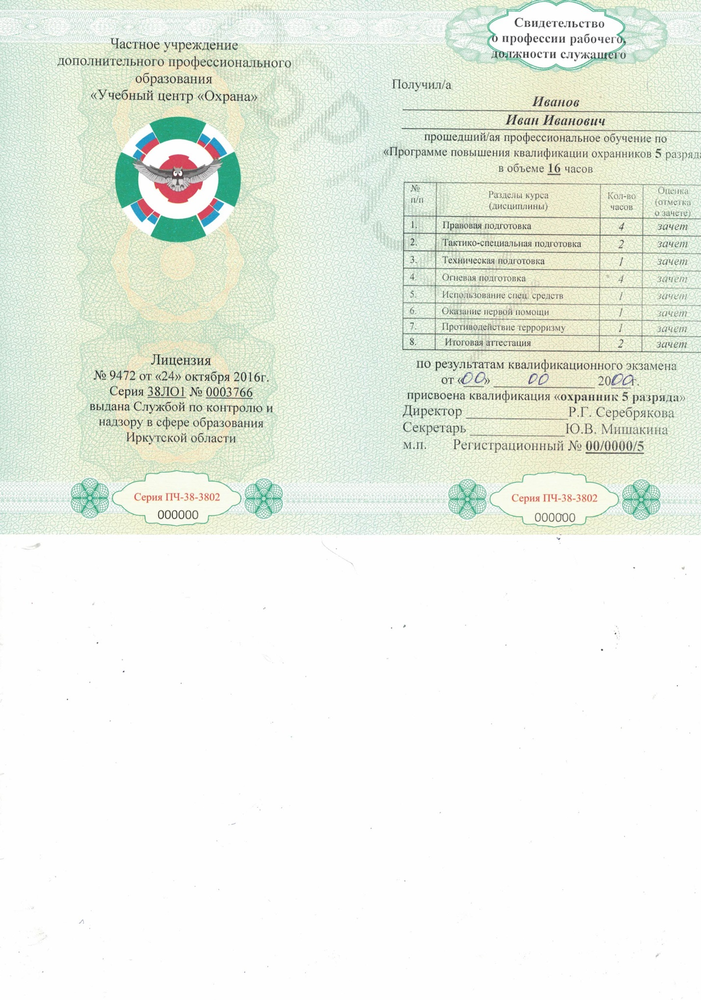 Частное учреждение
дополнительного профессионального
образования
«Учебный центр «Охрана»
Лицензия
№ 9472 от «24» октября 2016г.
Серия 38ЛО1 № 0003766
выдана Службой по контролю и
надзору в сфере образования
Иркутской области
Серия ПЧ-38-3802
000000
Свидетельство
о профессии рабочего,
должности служащего
Получил/а
Иванов
Иван Иванович
прошедший/ая профессиональное обучение по
«Программе повышения квалификации охранников 5 разряда
в объеме 16 часов
№ п/п Разделы курса (дисциплины) Кол-во часов Оценка (отметка о зачете)
1. Правовая подготовка 4 зачет
2. Тактико-специальная подготовка 2 зачет
3. Техническая подготовка 1 зачет
4. Огневая подготовка 4 зачет
5. Использование спец. средств 1 зачет
6. Оказание первой помощи 1 зачет
7. Противодействие терроризму 1 зачет
8. Итоговая аттестация 2 зачет
по результатам квалификационного экзамена
от «00» 00 2000г.
присвоена квалификация «охранник 5 разряда»
Директор Р.Г. Серебрякова
Секретарь Ю.В. Мишакина
м.п. Регистрационный № 00/0000/5
Серия ПЧ-38-3802
000000